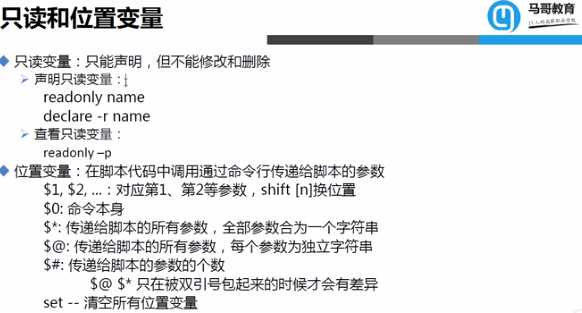 只读和位置变量
马哥教育
只读变量：只能声明，但不能修改和删除
声明只读变量：
readonly name
declare -r name
查看只读变量：
readonly –p
位置变量：在脚本代码中调用通过命令行传递给脚本的参数
$1, $2, ...：对应第1、第2等参数，shift [n]换位置
$0: 命令本身
$*: 传递给脚本的所有参数，全部参数合为一个字符串
$@: 传递给脚本的所有参数，每个参数为独立字符串
$#: 传递给脚本的参数的个数
$@ $* 只在被双引号包起来的时候才会有差异
set -- 清空所有位置变量